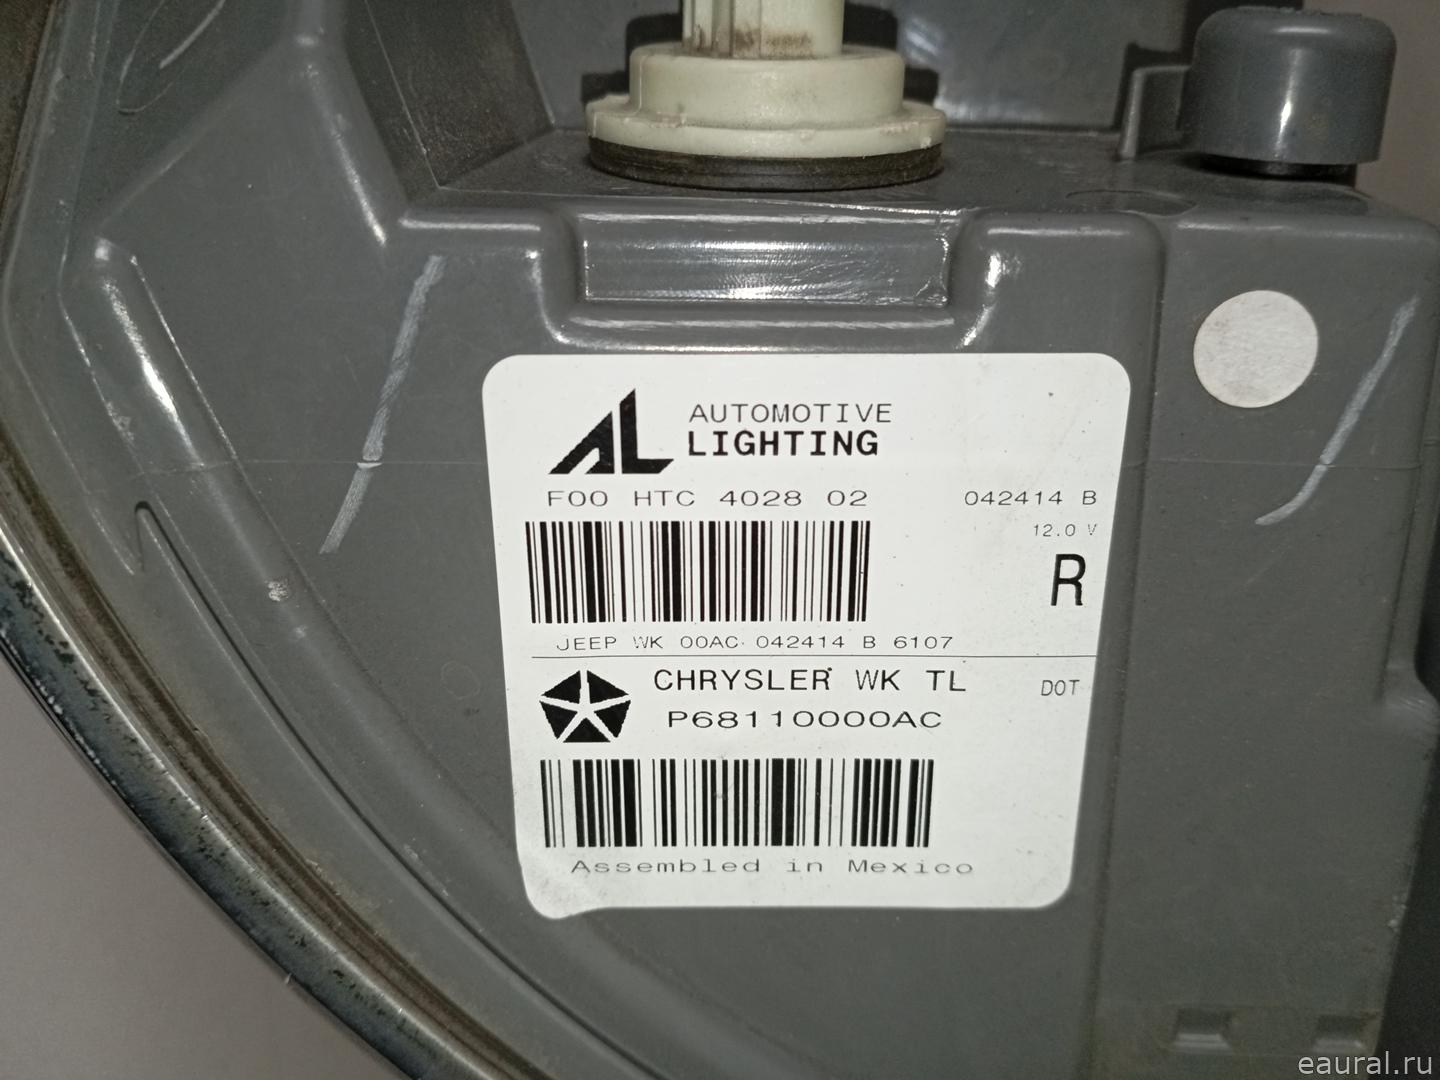 AL AUTOMOTIVE
LIGHTING
F00 HTC 4028 02 042414 B
12.0 V
R
JEEP WK 00AC 042414 B 6107
CHRYSLER WK TL DOT
P68110000AC
Assembled in Mexico
eaural.ru